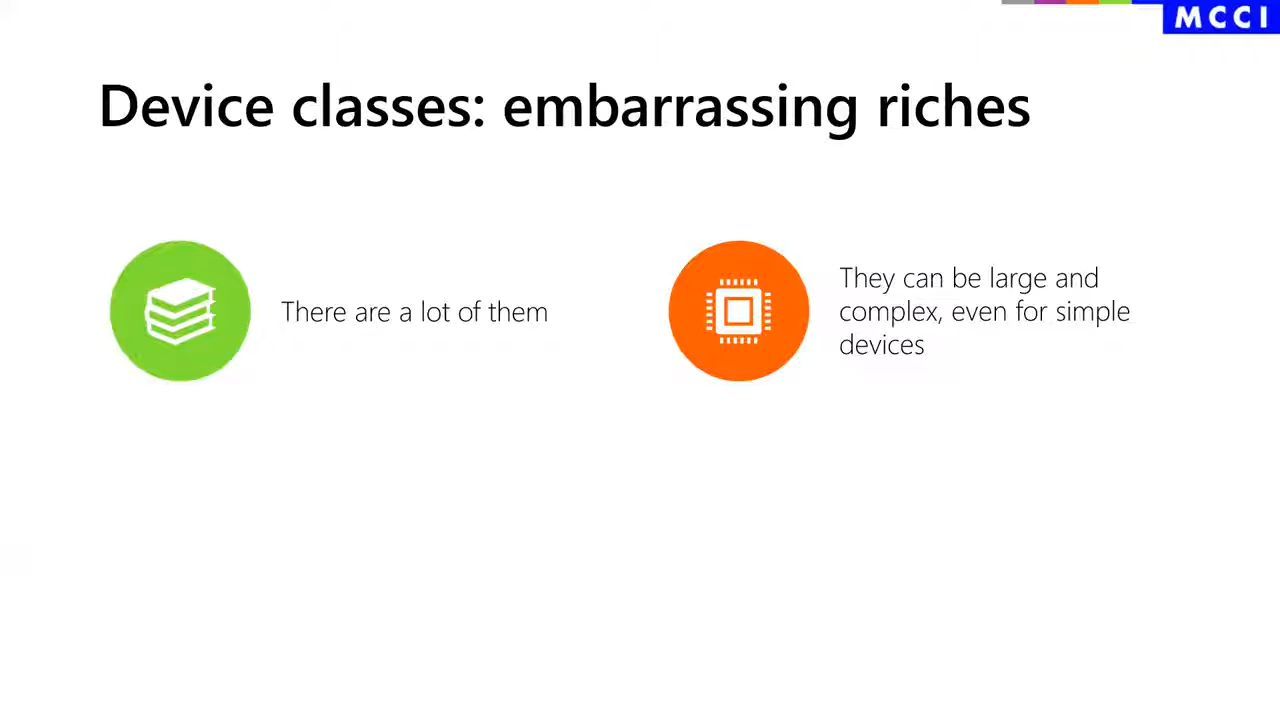 MCCI
Device classes: embarrassing riches
There are a lot of them
They can be large and
complex, even for simple
devices